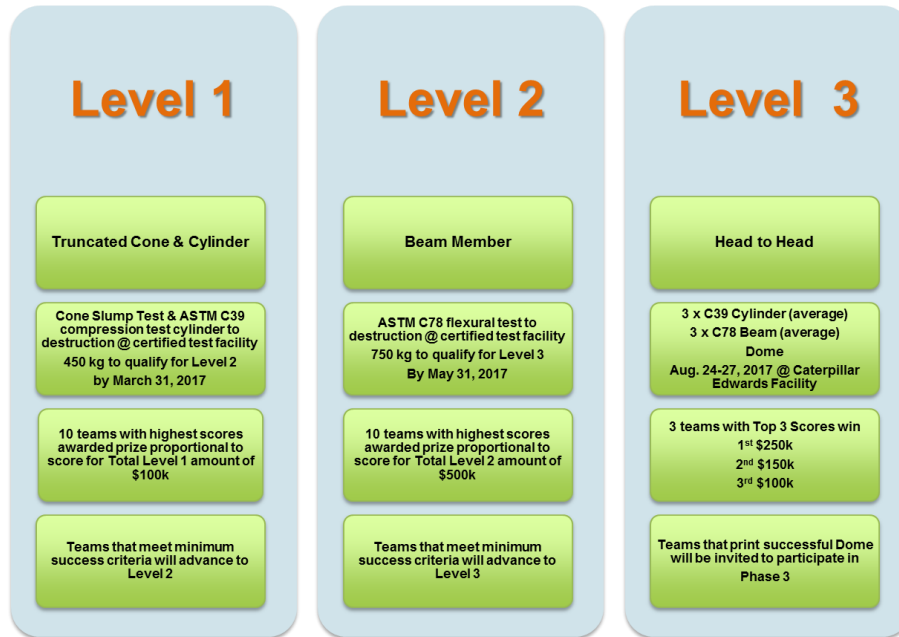 Level 1
Truncated Cone & Cylinder
Cone Slump Test & ASTM C39
compression test cylinder to
destruction @ certified test facility
450 kg to qualify for Level 2
by March 31, 2017
10 teams with highest scores
awarded prize proportional to
score for Total Level 1 amount of
$100k
Teams that meet minimum
success criteria will advance to
Level 2
Level 2
Beam Member
ASTM C78 flexural test to
destruction @ certified test facility
750 kg to qualify for Level 3
By May 31, 2017
10 teams with highest scores
awarded prize proportional to
score for Total Level 2 amount of
$500k
Teams that meet minimum
success criteria will advance to
Level 3
Level 3
Head to Head
3 x C39 Cylinder (average)
3 x C78 Beam (average)
Dome
Aug. 24-27, 2017 @ Caterpillar
Edwards Facility
3 teams with Top 3 Scores win
1st $250k
2nd $150k
3rd $100k
Teams that print successful Dome
will be invited to participate in
Phase 3